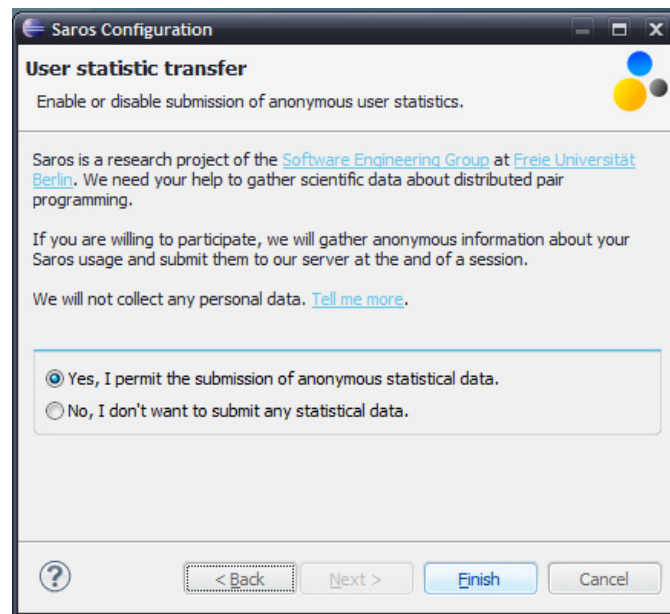 Saros Configuration
User statistic transfer
Enable or disable submission of anonymous user statistics.
Saros is a research project of the Software Engineering Group at Freie Universität
Berlin. We need your help to gather scientific data about distributed pair
programming.
If you are willing to participate, we will gather anonymous information about your
Saros usage and submit them to our server at the and of a session.
We will not collect any personal data. Tell me more.
Yes, I permit the submission of anonymous statistical data.
No, I don't want to submit any statistical data.
? < Back Next > Finish Cancel